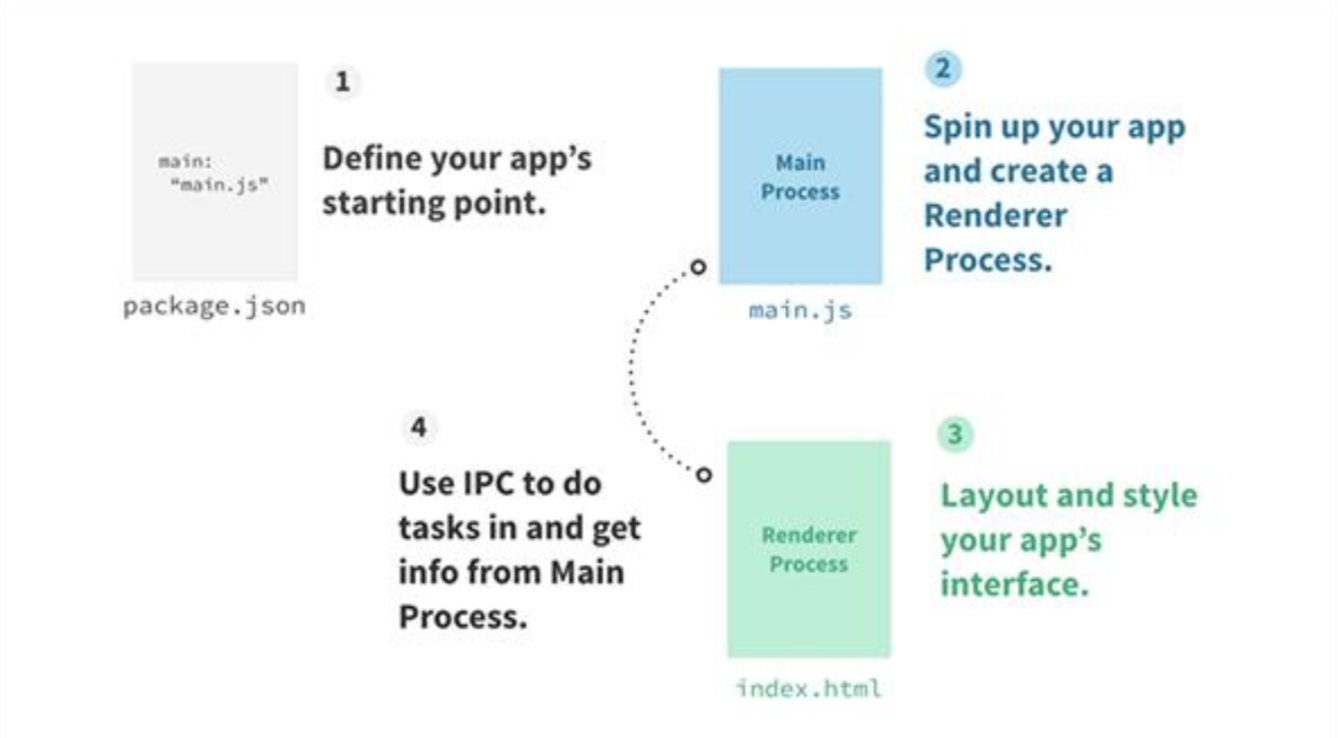 1
Define your app’s
starting point.
main:
“main.js”
package.json
2
Spin up your app
and create a
Renderer
Process.
Main
Process
main.js
3
Layout and style
your app’s
interface.
Renderer
Process
index.html
4
Use IPC to do
tasks in and get
info from Main
Process.